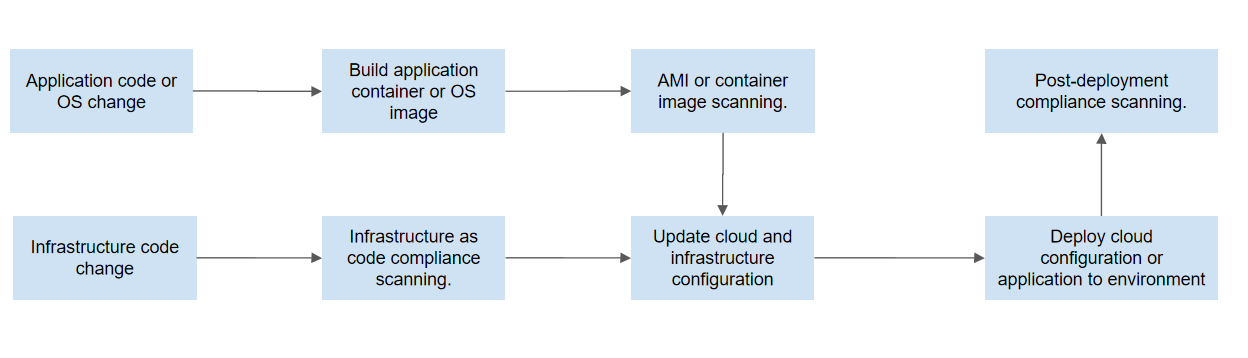 Application code or
OS change
Build application
container or OS
image
AMI or container
image scanning.
Post-deployment
compliance scanning.
Infrastructure code
change
Infrastructure as
code compliance
scanning.
Update cloud and
infrastructure
configuration
Deploy cloud
configuration or
application to environment